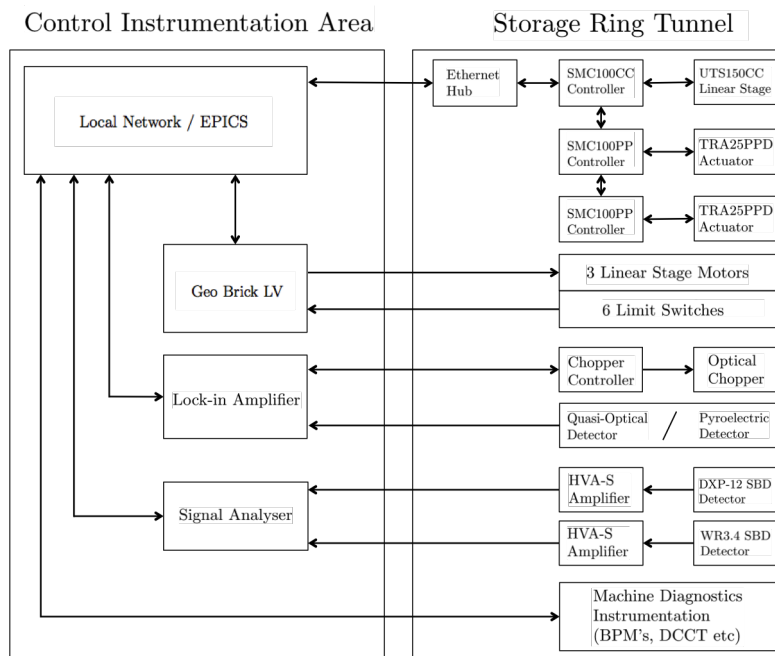 Control Instrumentation Area
Storage Ring Tunnel
Local Network / EPICS
Ethernet
Hub
SMC100CC
Controller
UTS150CC
Linear Stage
SMC100PP
Controller
TRA25PPD
Actuator
SMC100PP
Controller
TRA25PPD
Actuator
Geo Brick LV
3 Linear Stage Motors
6 Limit Switches
Lock-in Amplifier
Chopper
Controller
Optical
Chopper
Quasi-Optical
Detector
/
Pyroelectric
Detector
Signal Analyser
HVA-S
Amplifier
DXP-12 SBD
Detector
HVA-S
Amplifier
WR3.4 SBD
Detector
Machine Diagnostics
Instrumentation
(BPM's, DCCT etc)